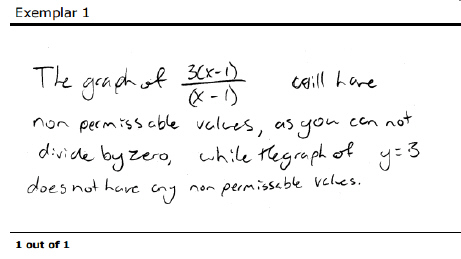 Exemplar 1
The graph of 3(x-1)/(x-1) will have
non permissable values, as you can not
divide by zero, while the graph of y=3
does not have any non permissable values.
1 out of 1